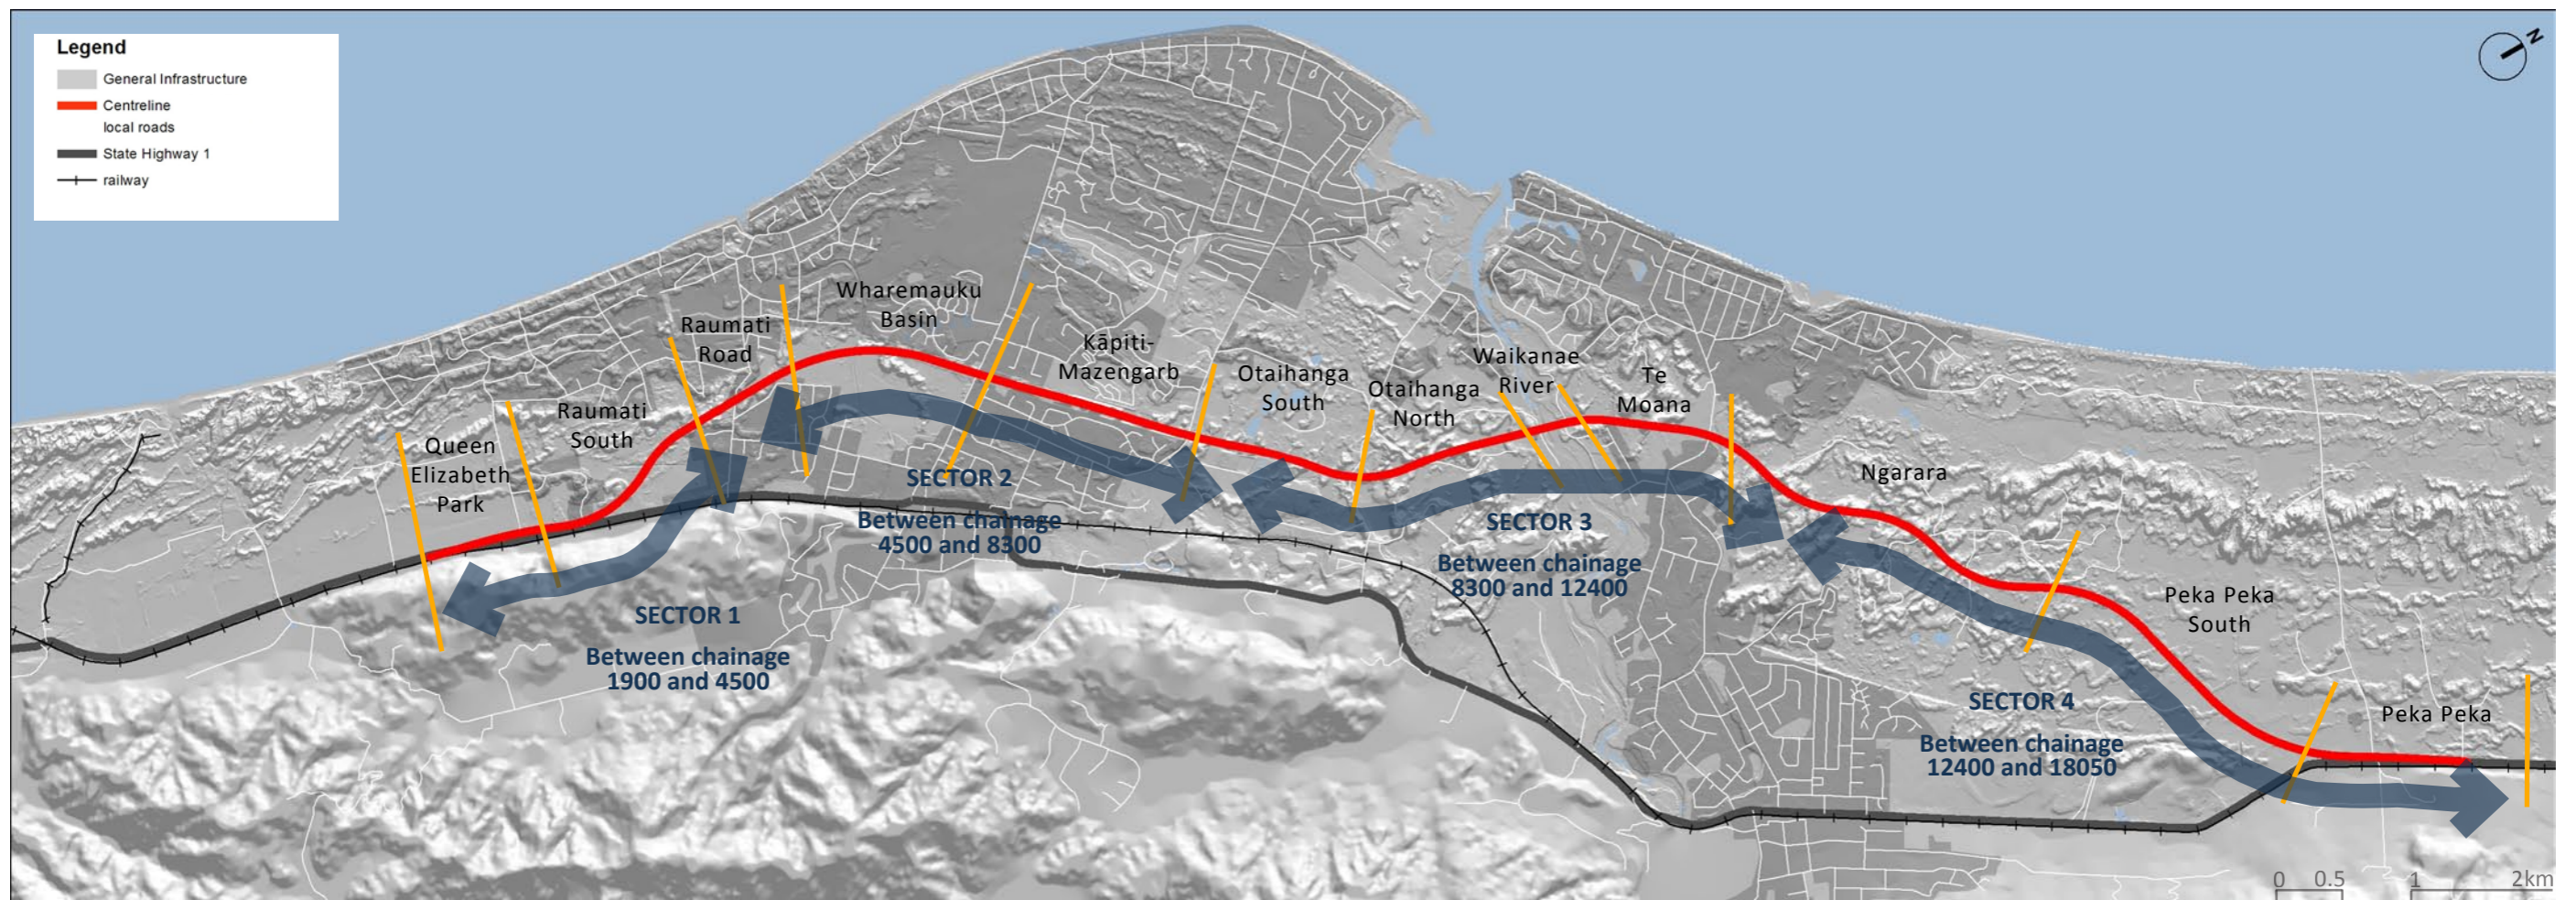 Legend
General Infrastructure
Centreline
local roads
State Highway 1
railway
N
Queen
Elizabeth
Park
Raumati
South
Raumati
Road
Wharemauku
Basin
Kāpiti-
Mazengarb
Otaihanga
South
Otaihanga
North
Waikanae
River
Te
Moana
Ngarara
Peka Peka
South
Peka Peka
SECTOR 1
Between chainage
1900 and 4500
SECTOR 2
Between chainage
4500 and 8300
SECTOR 3
Between chainage
8300 and 12400
SECTOR 4
Between chainage
12400 and 18050
0 0.5 1 2km